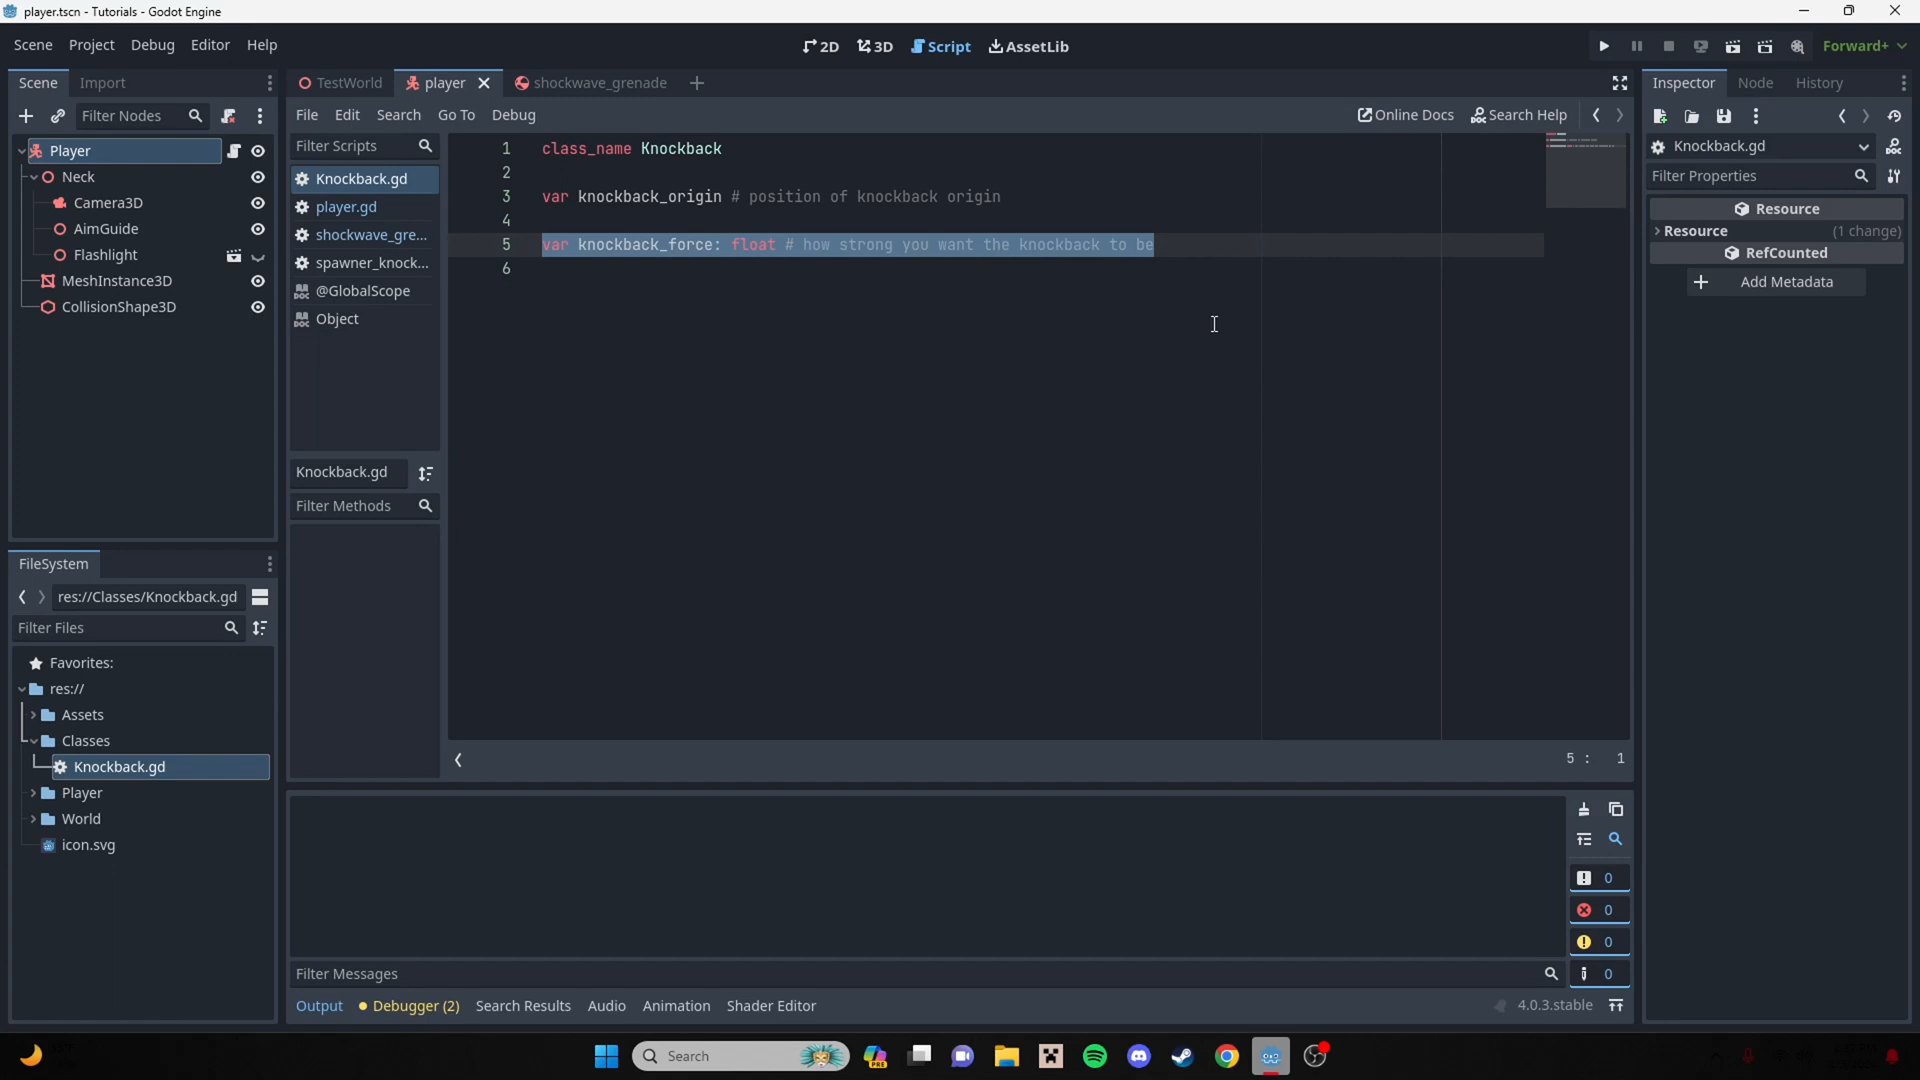 player.tscn - Tutorials - Godot Engine
Scene Project Debug Editor Help
2D 3D Script AssetLib
Forward+
Scene Import
TestWorld player shockwave_grenade
Inspector Node History
Filter Nodes
File Edit Search Go To Debug
Online Docs Search Help
Player
Neck
Camera3D
AimGuide
Flashlight
MeshInstance3D
CollisionShape3D
Filter Scripts
Knockback.gd
player.gd
shockwave_gre...
spawner_knock...
@GlobalScope
Object
Knockback.gd
Filter Methods
1 class_name Knockback
2
3 var knockback_origin # position of knockback origin
4
5 var knockback_force: float # how strong you want the knockback to be
6
5 : 1
Knockback.gd
Filter Properties
Resource
Resource (1 change)
RefCounted
Add Metadata
FileSystem
res://Classes/Knockback.gd
Filter Files
Favorites:
res://
Assets
Classes
Knockback.gd
Player
World
icon.svg
0
0
0
0
Filter Messages
Output Debugger (2) Search Results Audio Animation Shader Editor
4.0.3.stable
Search
PRE